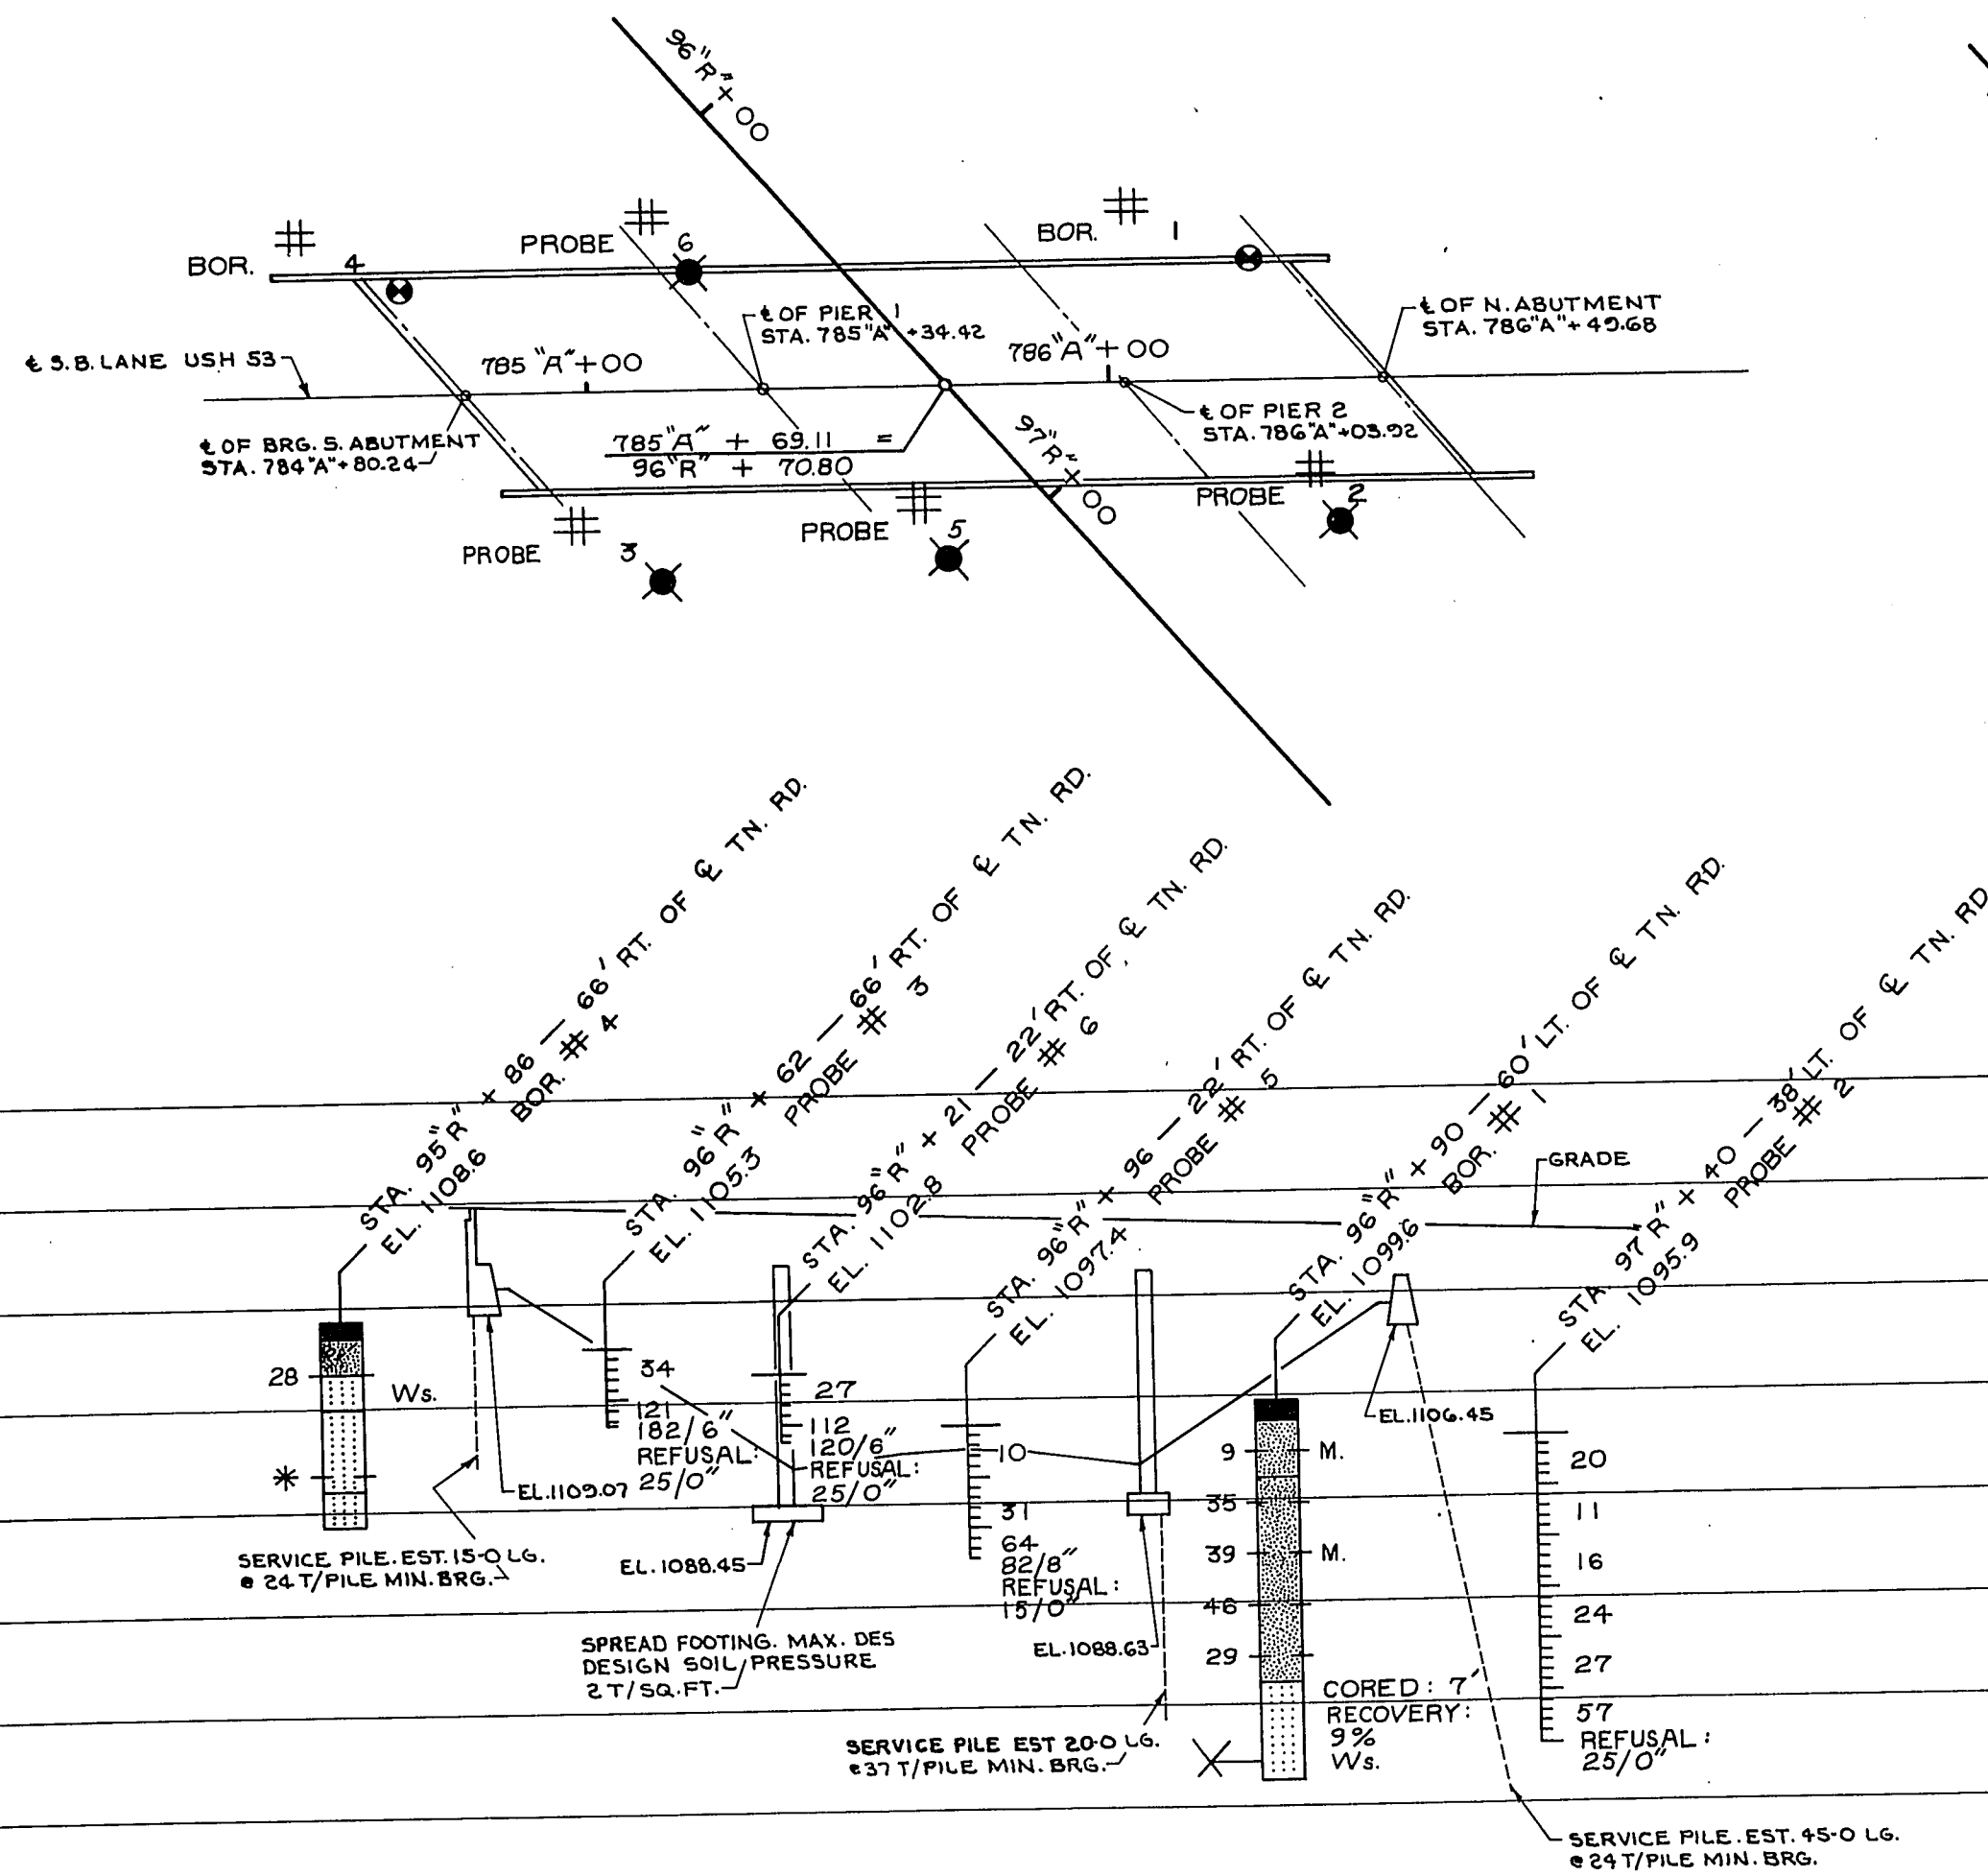 96"R"+00
BOR. # 4
PROBE # 6
BOR. # 1
℄ OF PIER 1
STA. 785"A"+34.42
℄ OF N. ABUTMENT
STA. 786"A"+49.68
℄ S.B. LANE USH 53
785"A"+00
786"A"+00
℄ OF BRG. S. ABUTMENT
STA. 784"A"+80.24
785"A" + 69.11 =
96"R" + 70.80
℄ OF PIER 2
STA. 786"A"+03.92
97"R"+00
PROBE # 3
PROBE # 5
PROBE # 2
STA. 95"R" + 86 — 66' RT. OF ℄ TN. RD.
EL. 1108.6 BOR. # 4
STA. 96"R" + 62 — 66' RT. OF ℄ TN. RD.
EL. 1105.3 PROBE # 3
STA. 96"R" + 21 — 22' RT. OF ℄ TN. RD.
EL. 1102.8 PROBE # 6
STA. 96"R" + 96 — 22' RT. OF ℄ TN. RD.
EL. 1097.4 PROBE # 5
STA. 96"R" + 90 — 60' LT. OF ℄ TN. RD.
EL. 1099.6 BOR. # 1
STA. 97"R" + 40 — 38' LT. OF ℄ TN. RD.
EL. 1095.9 PROBE # 2
GRADE
28
Ws.
*
SERVICE PILE. EST. 15-0 LG.
@ 24 T/PILE MIN. BRG.
EL. 1109.07
34
121
182/6"
REFUSAL:
25/0"
27
112
120/6"
REFUSAL:
25/0"
EL. 1088.45
SPREAD FOOTING. MAX. DES
DESIGN SOIL PRESSURE
2 T/SQ. FT.
10
31
64
82/8"
REFUSAL:
15/0"
EL. 1088.63
SERVICE PILE EST 20-0 LG.
@ 37 T/PILE MIN. BRG.
9 M.
35
39 M.
46
29
CORED: 7'
RECOVERY:
9%
Ws.
EL. 1106.45
20
11
16
24
27
57
REFUSAL:
25/0"
SERVICE PILE. EST. 45-0 LG.
@ 24 T/PILE MIN. BRG.